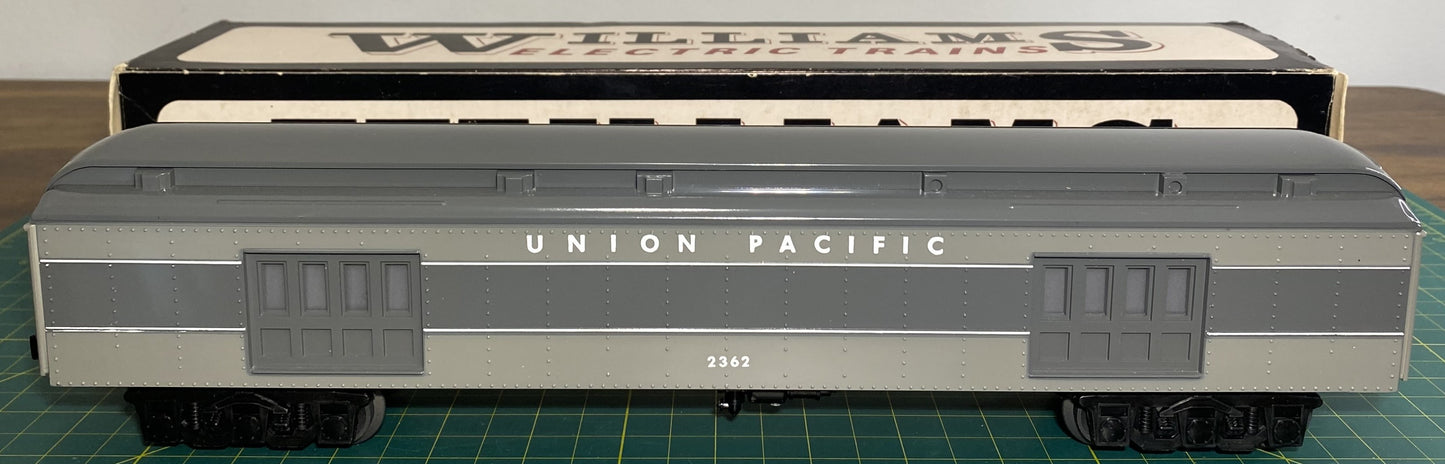 WILLIAMS
ELECTRIC TRAINS
UNION PACIFIC
2362